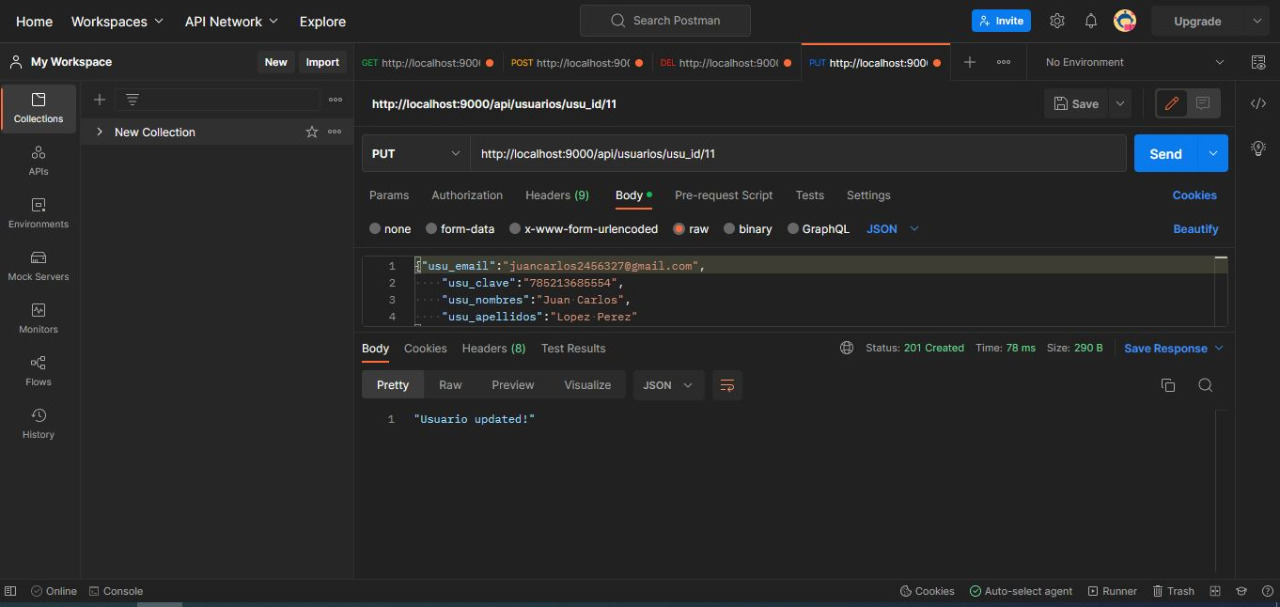 Home Workspaces API Network Explore Search Postman Invite Upgrade
My Workspace New Import GET http://localhost:900 POST http://localhost:900 DEL http://localhost:900 PUT http://localhost:900 No Environment
Collections
APIs
Environments
Mock Servers
Monitors
Flows
History
New Collection
http://localhost:9000/api/usuarios/usu_id/11 Save
PUT http://localhost:9000/api/usuarios/usu_id/11 Send
Params Authorization Headers (9) Body Pre-request Script Tests Settings Cookies
none form-data x-www-form-urlencoded raw binary GraphQL JSON Beautify
1 {"usu_email":"juancarlos2456327@gmail.com",
2 "usu_clave":"785213685554",
3 "usu_nombres":"Juan Carlos",
4 "usu_apellidos":"Lopez Perez"
Body Cookies Headers (8) Test Results Status: 201 Created Time: 78 ms Size: 290 B Save Response
Pretty Raw Preview Visualize JSON
1 "Usuario updated!"
Online Console Cookies Auto-select agent Runner Trash